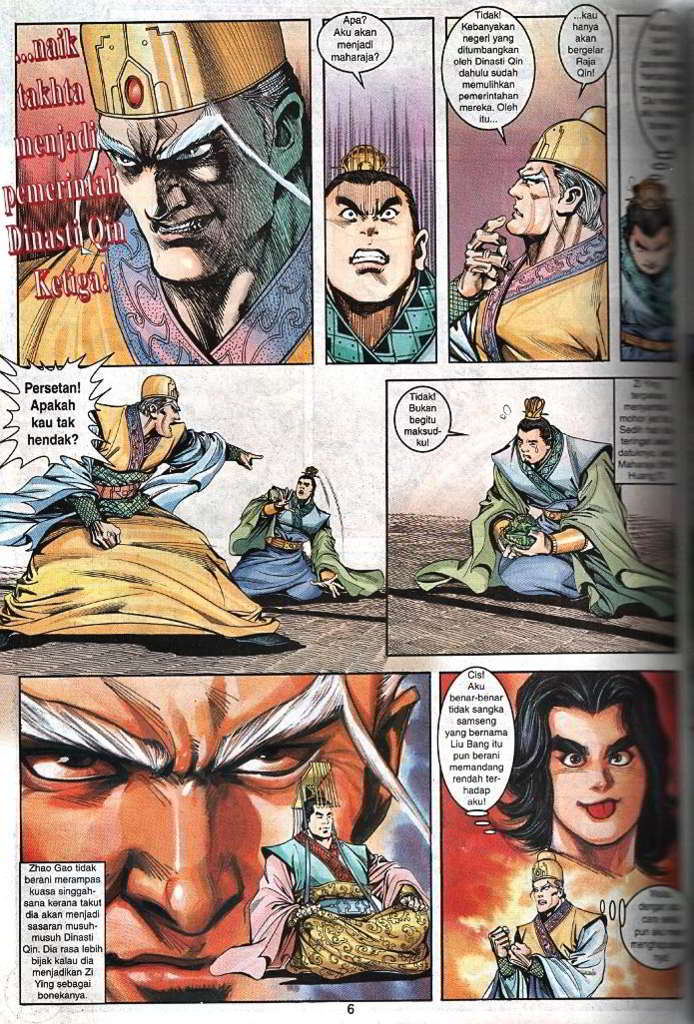 ...naik
takhta
menjadi
pemerintah
Dinasti Qin
Ketiga!
Apa?
Aku akan
menjadi
maharaja?
Tidak!
Kebanyakan
negeri yang
ditumbangkan
oleh Dinasti Qin
dahulu sudah
memulihkan
pemerintahan
mereka. Oleh
itu...
...kau
hanya
akan
bergelar
Raja
Qin!
Persetan!
Apakah
kau tak
hendak?
Tidak!
Bukan
begitu
maksud-
ku!
Zi Ying
Zhao Gao tidak
berani merampas
kuasa singgah-
sana kerana takut
dia akan menjadi
sasaran musuh-
musuh Dinasti
Qin. Dia rasa lebih
bijak kalau dia
menjadikan Zi
Ying sebagai
bonekanya.
Cis!
Aku
benar-benar
tidak sangka
samseng
yang bernama
Liu Bang itu
pun berani
memandang
rendah ter-
hadap
aku!
dengan
pun
6